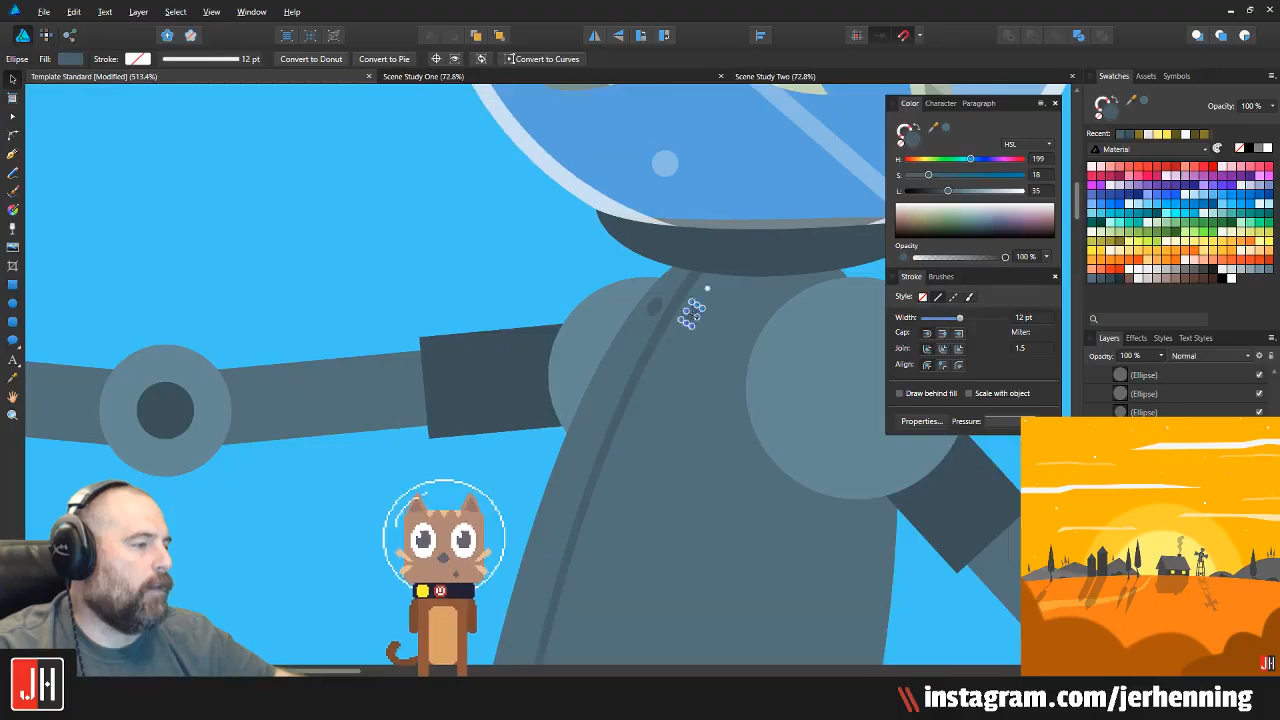 File Edit Text Layer Select View Window Help
Ellipse Fill: Stroke: 12 pt Convert to Donut Convert to Pie Convert to Curves
Template Standard [Modified] (513.4%) × Scene Study One (72.8%) × Scene Study Two (72.8%) ×
Swatches Assets Symbols
Opacity: 100 %
Recent:
Material
Color Character Paragraph
HSL
H: 199
S: 18
L: 35
Opacity
100 %
Stroke Brushes
Style:
Width: 12 pt
Cap: Miter:
Join: 1.5
Align:
Draw behind fill Scale with object
Properties... Pressure:
Layers Effects Styles Text Styles
Opacity: 100 % Normal
(Ellipse)
(Ellipse)
(Ellipse)
JH
JH
\\ instagram.com/jerhenning